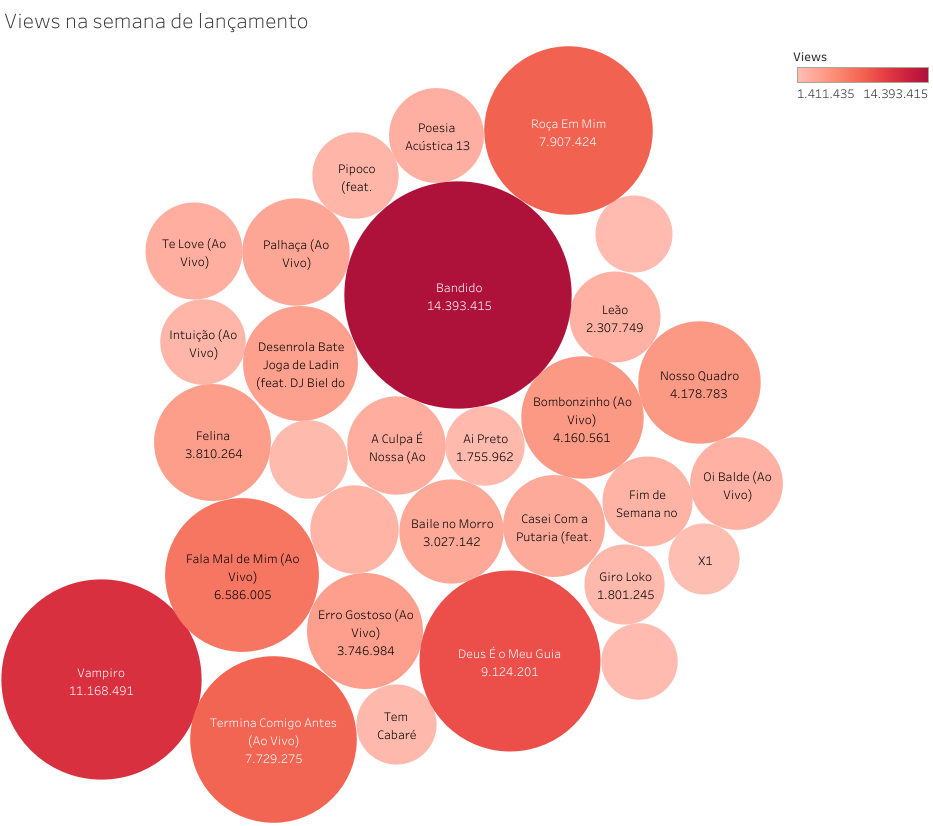 Views na semana de lançamento
Views
1.411.435 14.393.415
Roça Em Mim
7.907.424
Poesia
Acústica 13
Pipoco
(feat.
Te Love (Ao
Vivo)
Palhaça (Ao
Vivo)
Bandido
14.393.415
Leão
2.307.749
Intuição (Ao
Vivo)
Desenrola Bate
Joga de Ladin
(feat. DJ Biel do
Nosso Quadro
4.178.783
Bombonzinho (Ao
Vivo)
4.160.561
Felina
3.810.264
A Culpa É
Nossa (Ao
Ai Preto
1.755.962
Oi Balde (Ao
Vivo)
Fim de
Semana no
Baile no Morro
3.027.142
Casei Com a
Putaria (feat.
X1
Fala Mal de Mim (Ao
Vivo)
6.586.005
Giro Loko
1.801.245
Erro Gostoso (Ao
Vivo)
3.746.984
Deus É o Meu Guia
9.124.201
Vampiro
11.168.491
Termina Comigo Antes
(Ao Vivo)
7.729.275
Tem
Cabaré